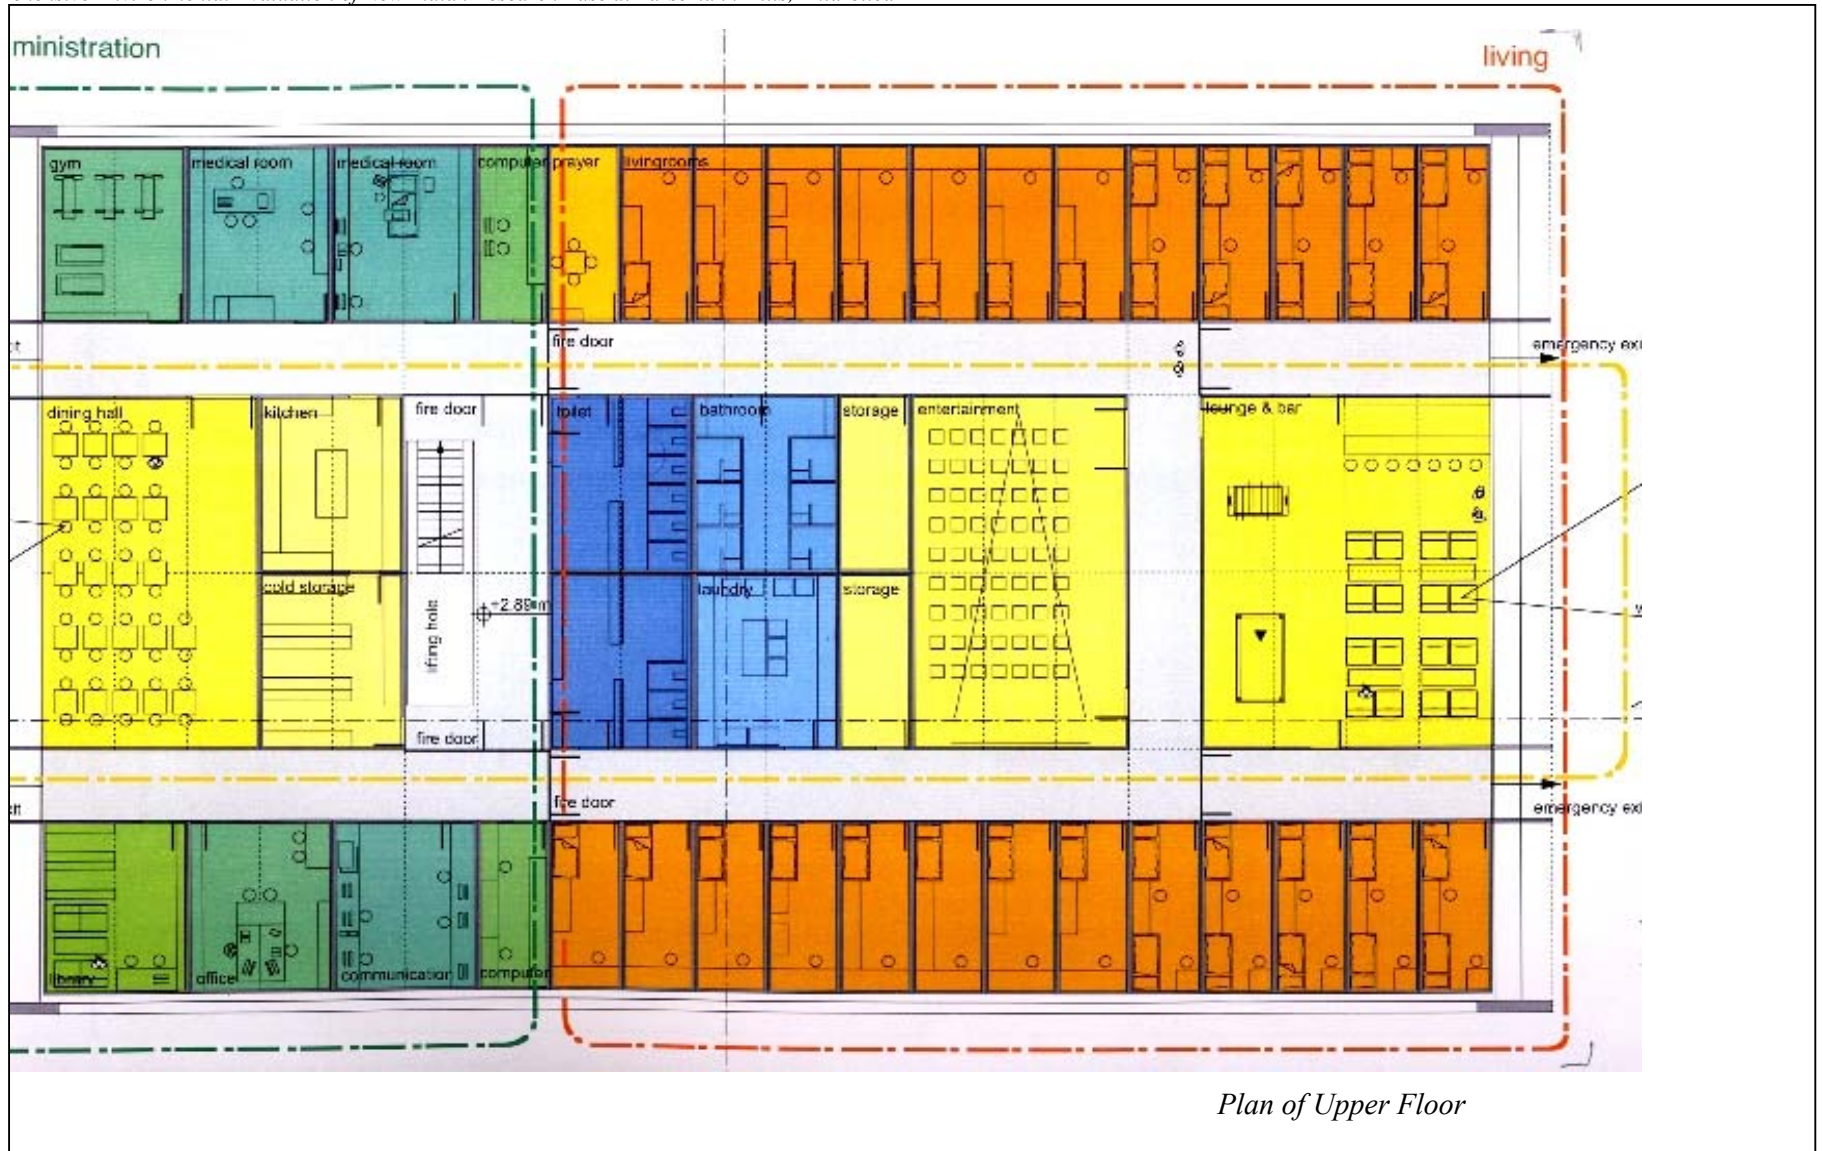 ministration
living
gym
medical room
medical room
computer
prayer
livingrooms
fire door
emergency exi
dining hall
kitchen
fire door
toilet
bathroom
storage
entertainment
lounge & bar
cold storage
lifting hole
+2.89 m
laundry
storage
fire door
fire door
emergency exi
library
office
communication
computer
Plan of Upper Floor